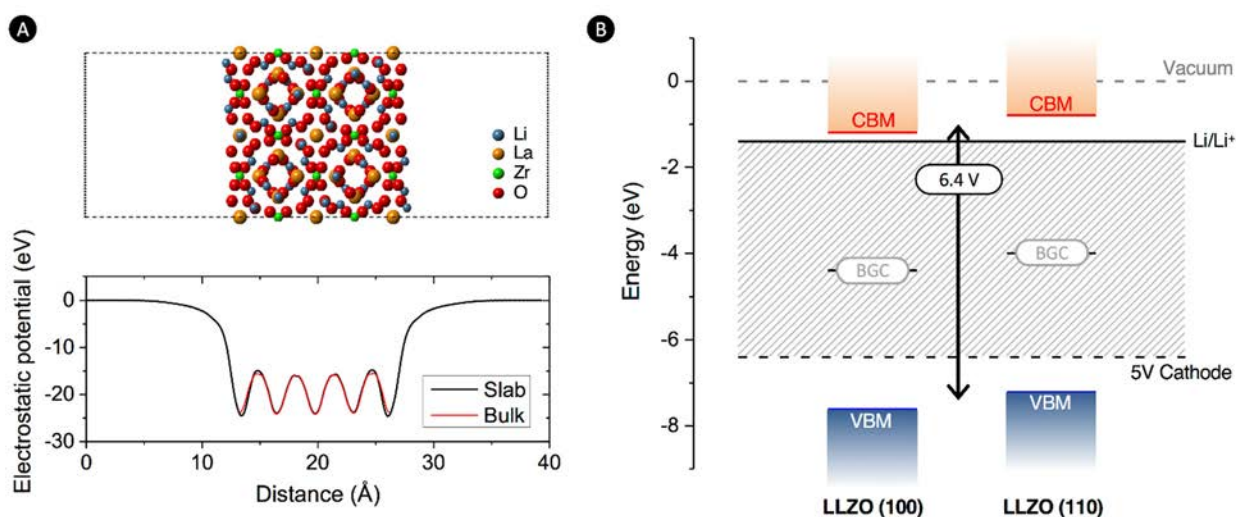 A
Li
La
Zr
O
Electrostatic potential (eV)
0
-10
-20
-30
Slab
Bulk
0 10 20 30 40
Distance (Å)
B
Energy (eV)
0
-2
-4
-6
-8
Vacuum
CBM
CBM
Li/Li⁺
6.4 V
BGC
BGC
5V Cathode
VBM
VBM
LLZO (100) LLZO (110)